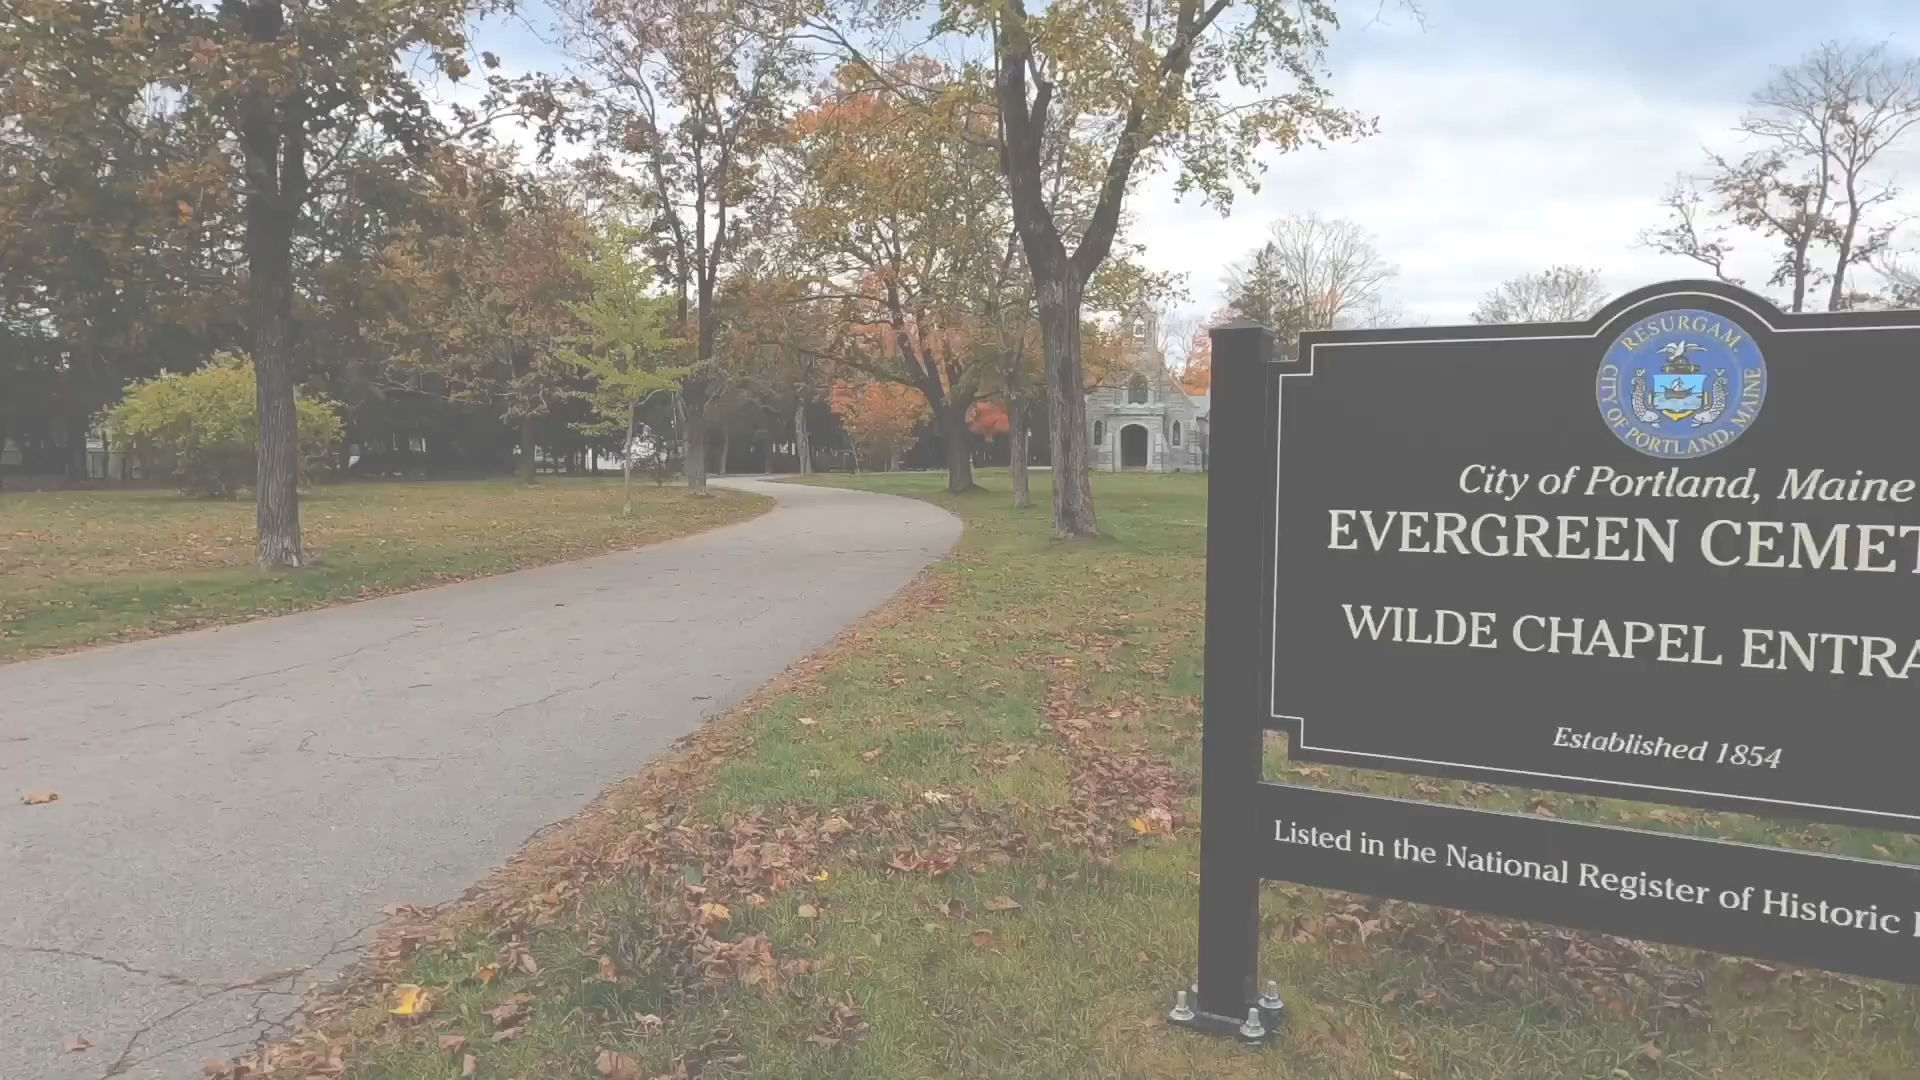 RESURGAM.
CITY OF PORTLAND, MAINE
City of Portland, Maine
EVERGREEN CEMET
WILDE CHAPEL ENTRA
Established 1854
Listed in the National Register of Historic